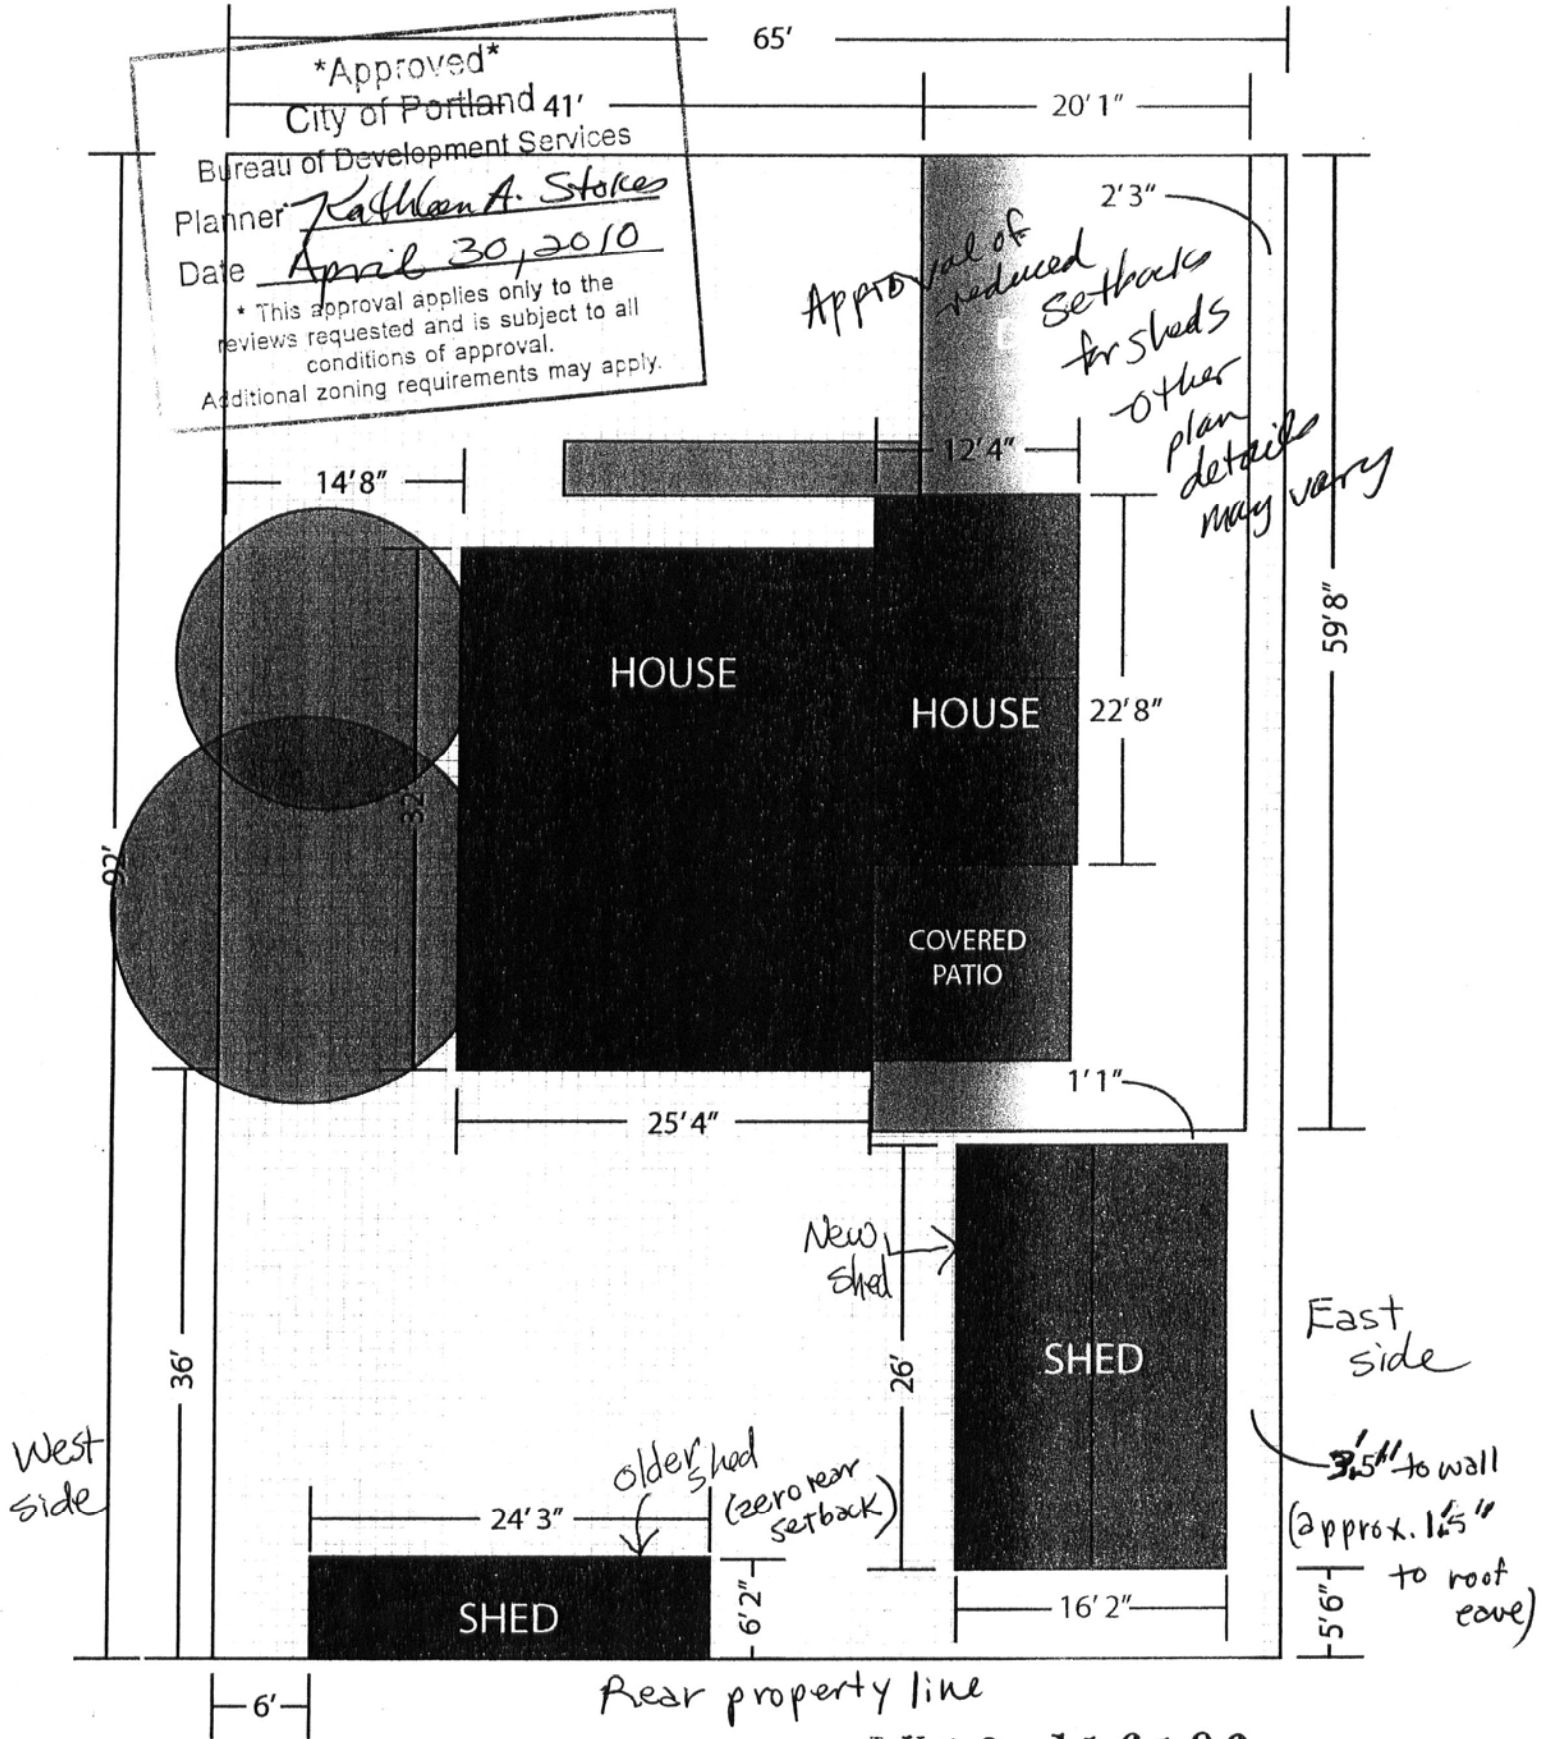 65'
*Approved*
City of Portland
41'
20' 1"
Bureau of Development Services
Planner Kathleen A. Stokes
Date April 30, 2010
* This approval applies only to the
reviews requested and is subject to all
conditions of approval.
Additional zoning requirements may apply.
2'3"
Approval of
reduced
setbacks
for sheds
-other
plan
details
may vary
12'4"
14'8"
59'8"
HOUSE
HOUSE
22'8"
32'
92'
COVERED
PATIO
1'1"
25'4"
New
shed
36'
26'
SHED
East
side
West
side
older shed
(zero rear
setback)
24'3"
to wall
(approx.
to roof
eave)
SHED
6'2"
16'2"
5'6"
6'
Rear property line